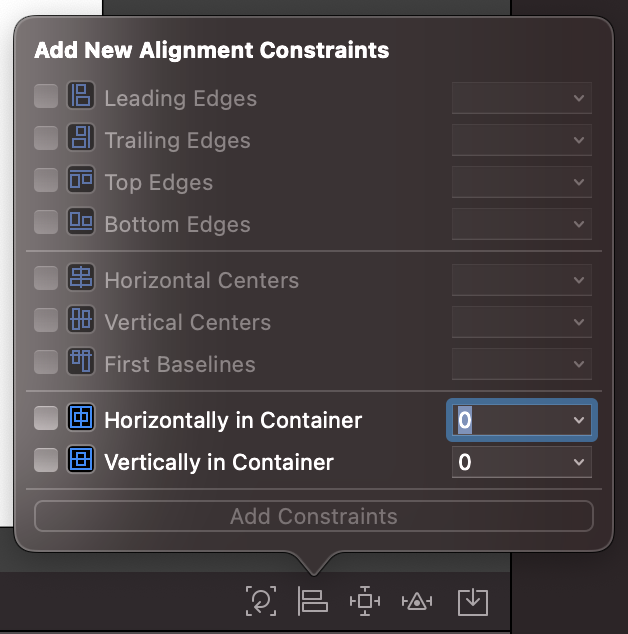 Add New Alignment Constraints
Leading Edges
Trailing Edges
Top Edges
Bottom Edges
Horizontal Centers
Vertical Centers
First Baselines
Horizontally in Container 0
Vertically in Container 0
Add Constraints